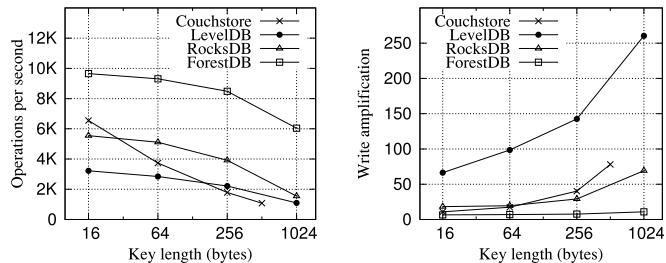 Operations per second
12K
10K
8K
6K
4K
2K
0
Couchstore
LevelDB
RocksDB
ForestDB
16 64 256 1024
Key length (bytes)
Write amplification
250
200
150
100
50
0
Couchstore
LevelDB
RocksDB
ForestDB
16 64 256 1024
Key length (bytes)